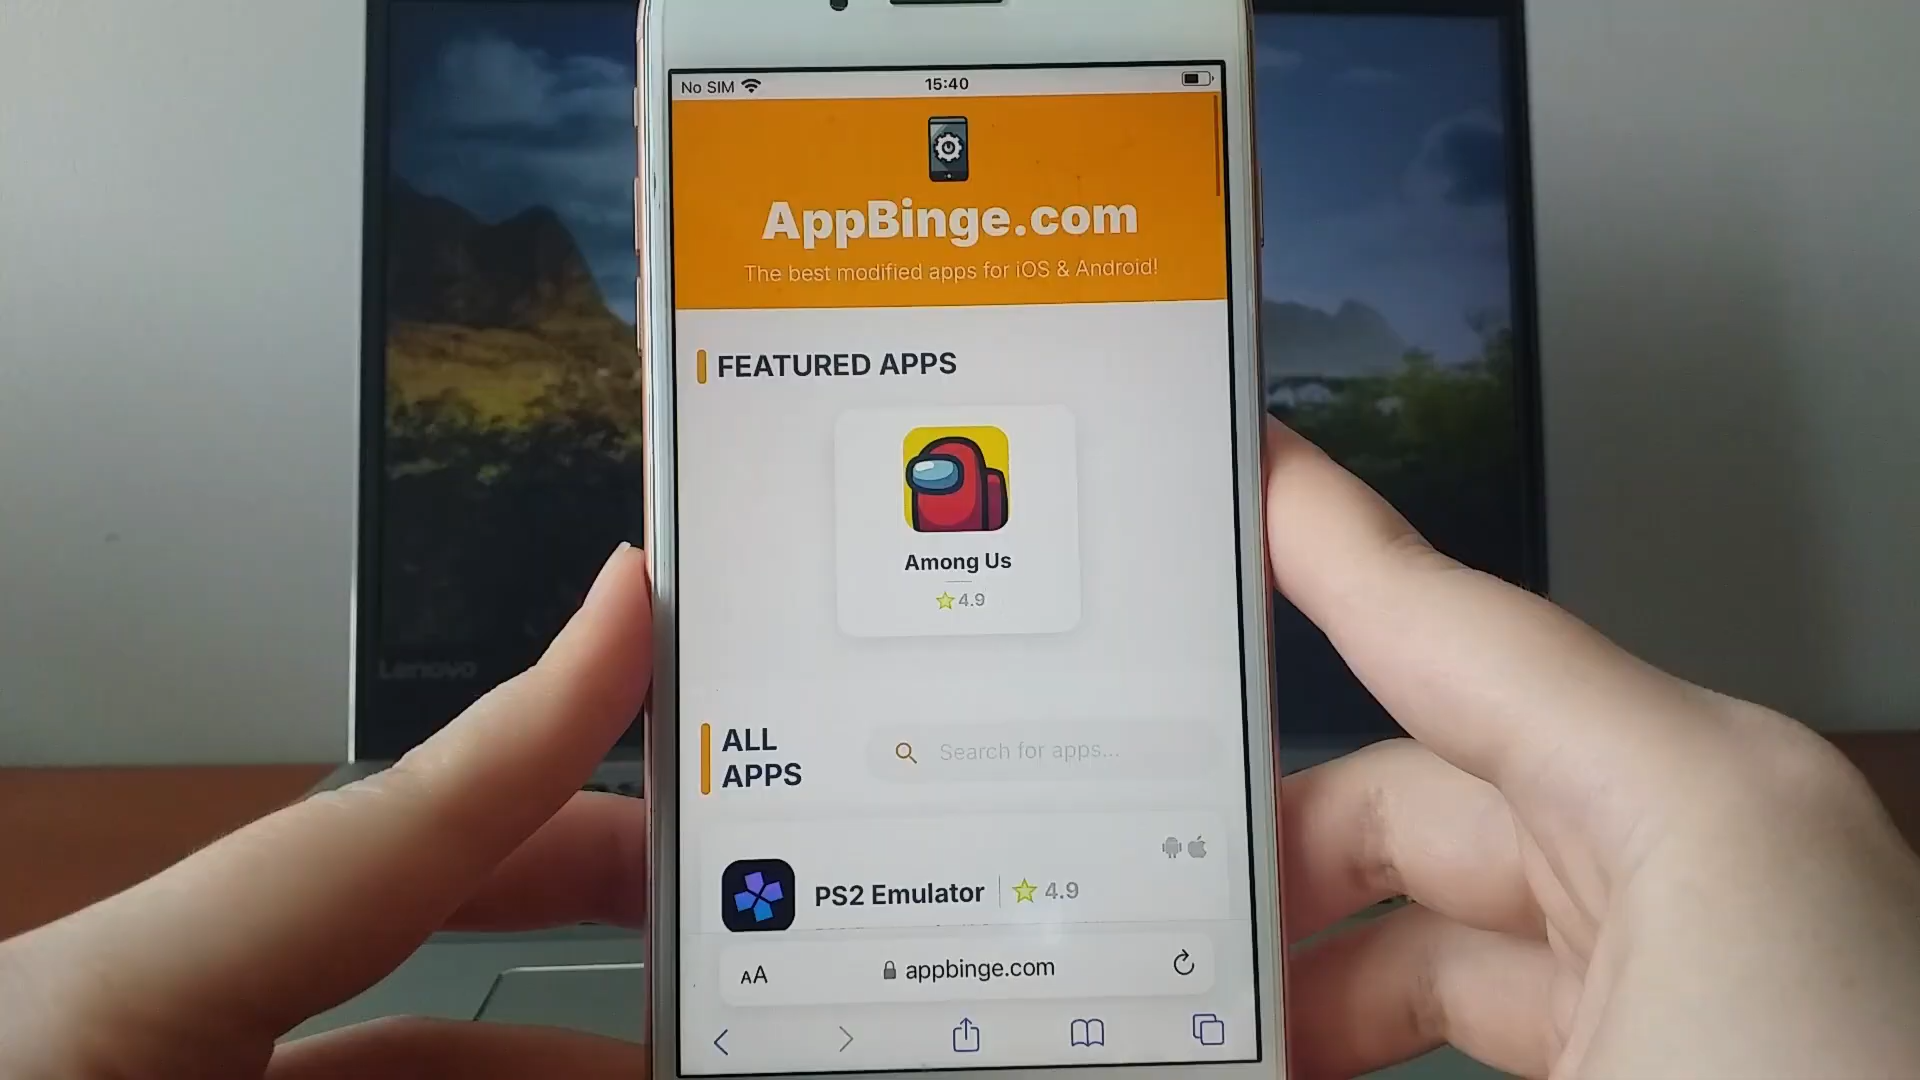 No SIM
15:40
AppBinge.com
The best modified apps for iOS & Android!
FEATURED APPS
Among Us
4.9
ALL
APPS
Search for apps...
PS2 Emulator
4.9
AA
appbinge.com
Lenovo